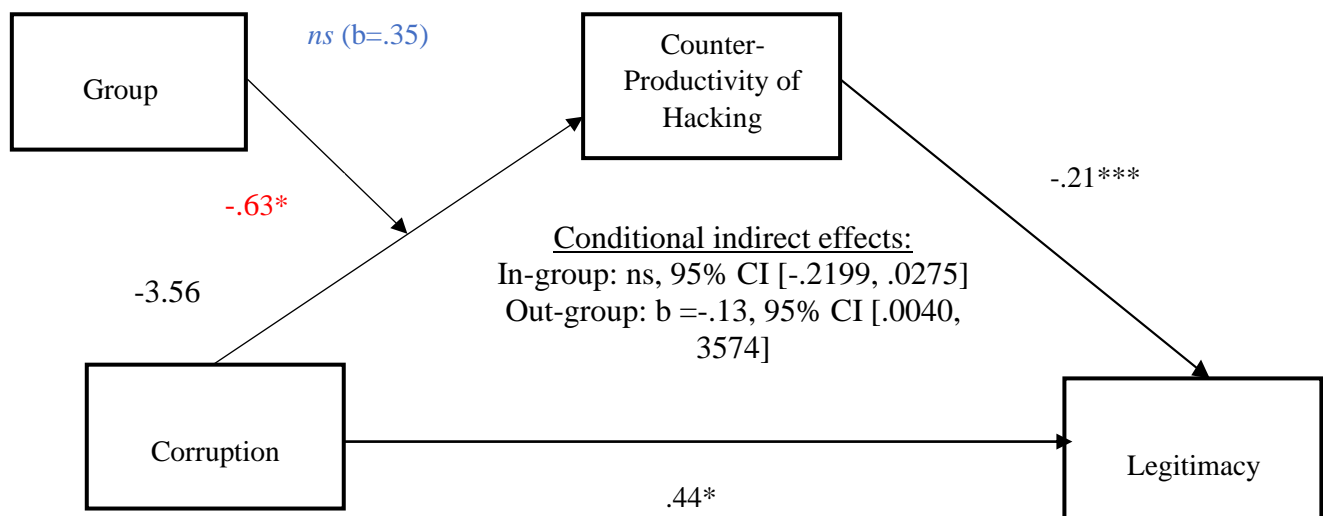 ns (b=.35)
Group
Counter-
Productivity of
Hacking
-.21***
-.63*
Conditional indirect effects:
In-group: ns, 95% CI [-.2199, .0275]
Out-group: b =-.13, 95% CI [.0040,
3574]
-3.56
Corruption
Legitimacy
.44*